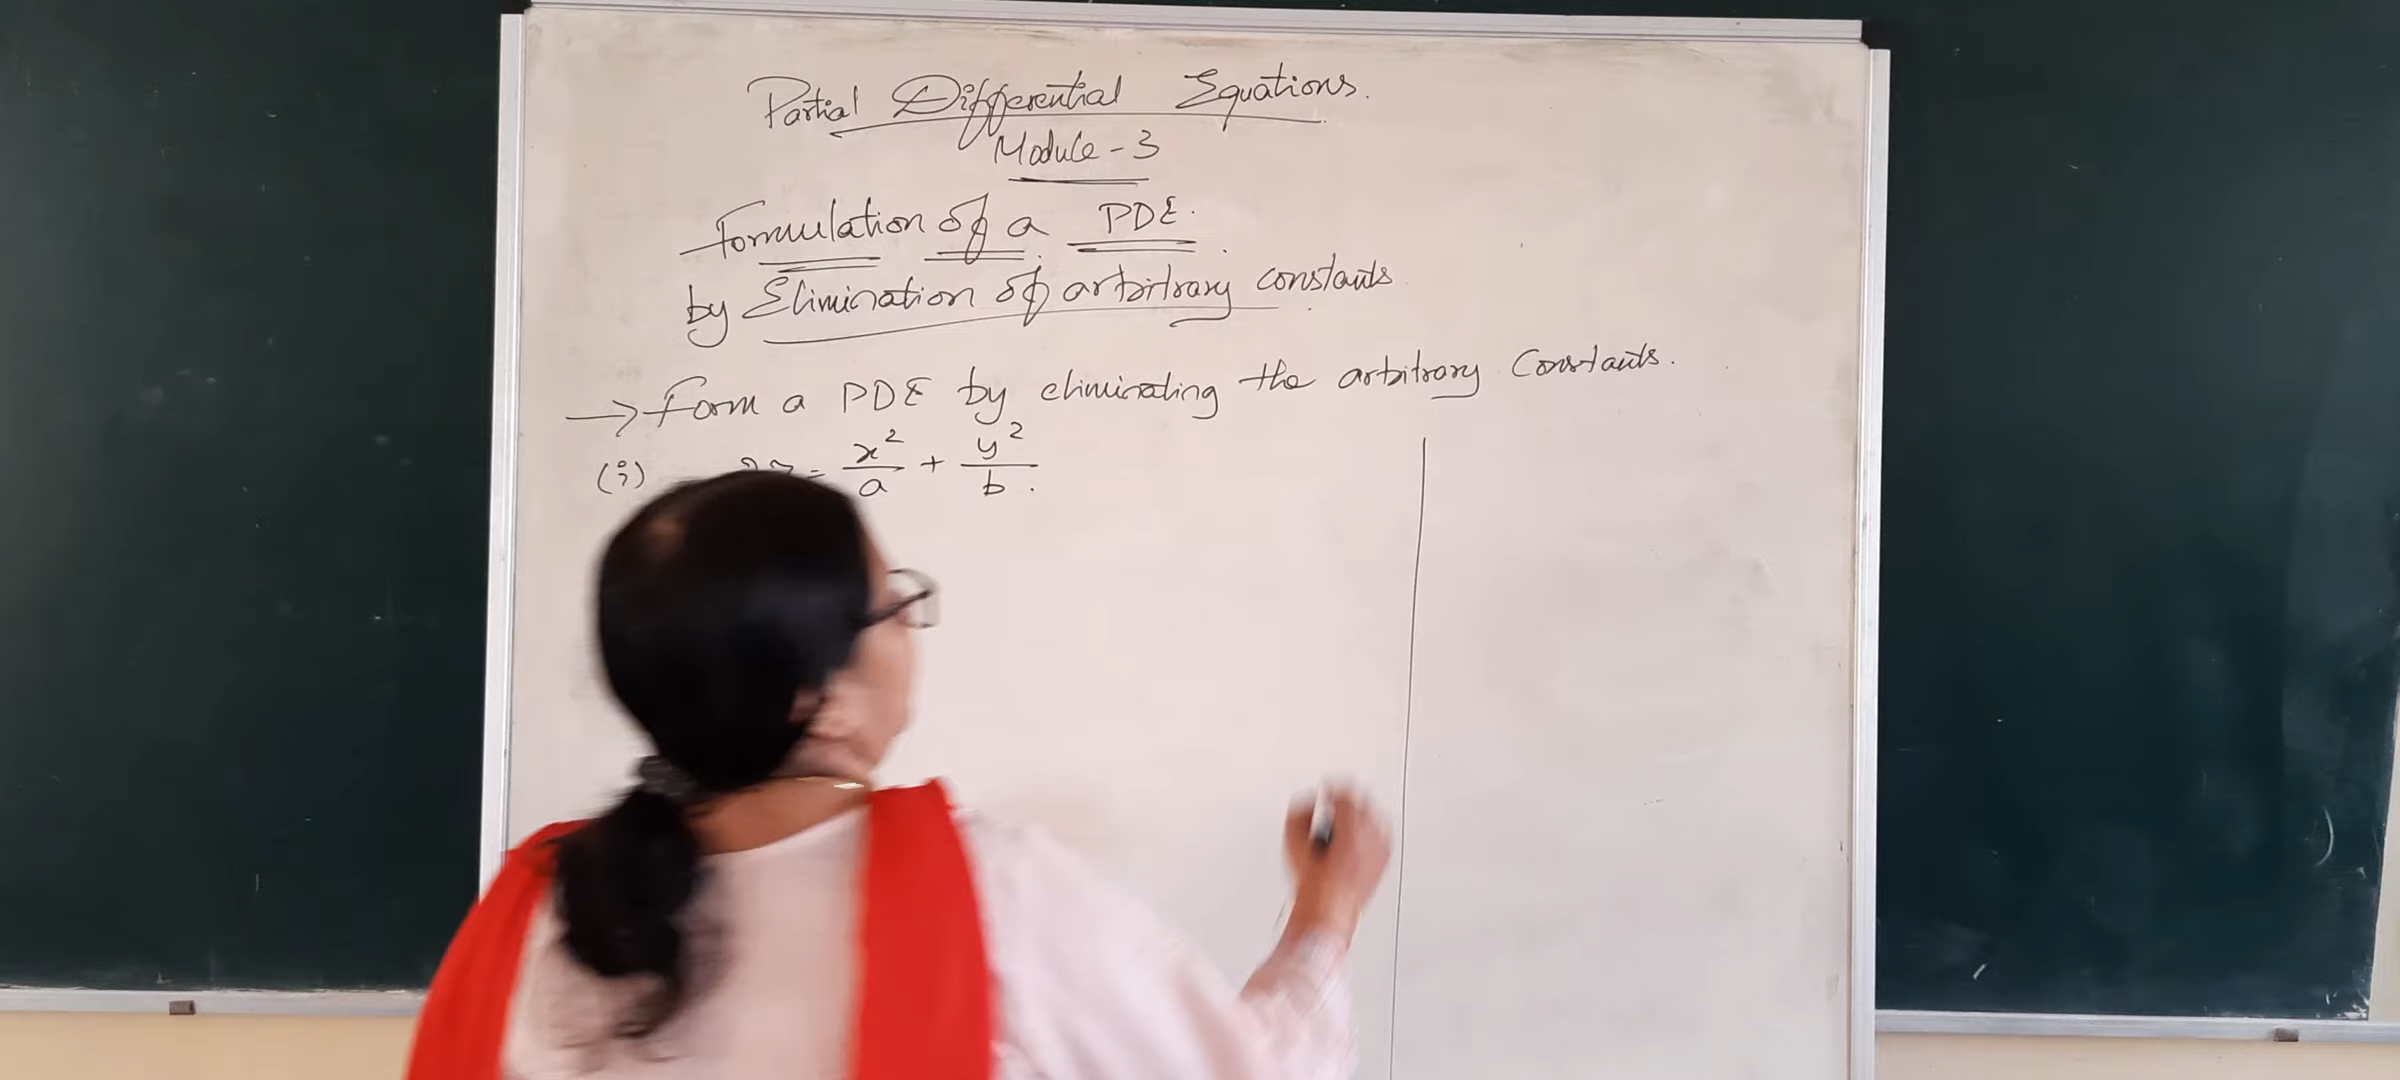 Partial Differential Equations.
Module - 3
Formulation of a PDE.
by Elimination of arbitrary constants
→ Form a PDE by eliminating the arbitrary Constants.
(i) 2z = x²/a + y²/b.